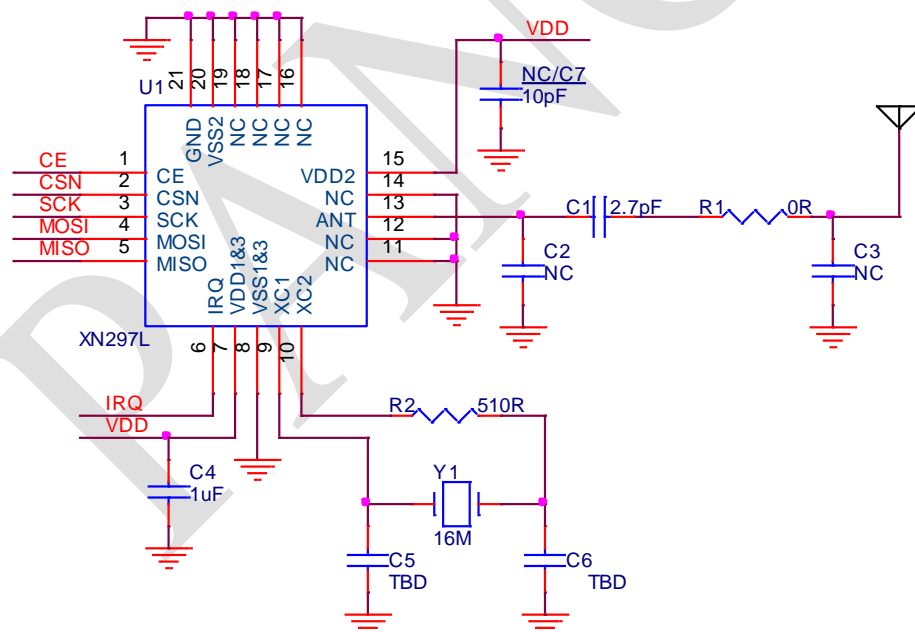 VDD
NC/C7
10pF
U1
21
20
19
18
17
16
GND
VSS2
NC
NC
NC
NC
CE
1
CE
CSN
2
CSN
SCK
3
SCK
MOSI
4
MOSI
MISO
5
MISO
VDD2
15
NC
14
ANT
13
NC
12
NC
11
C1
2.7pF
R1
0R
C2
NC
C3
NC
IRQ
VDD1&3
VSS1&3
XC1
XC2
XN297L
6
7
8
9
10
IRQ
VDD
R2
510R
C4
1uF
Y1
16M
C5
TBD
C6
TBD